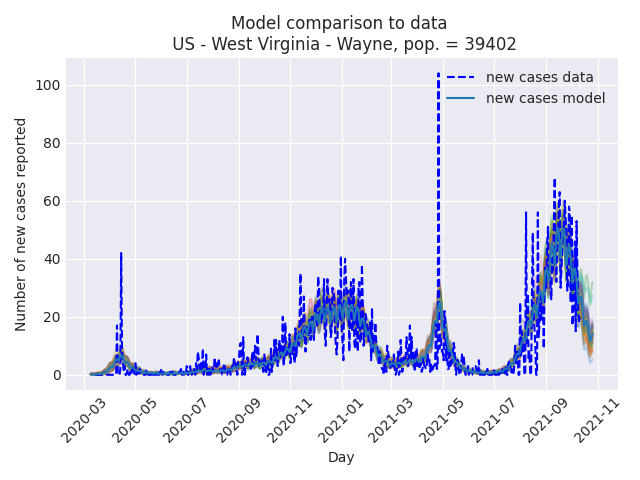 Model comparison to data
US - West Virginia - Wayne, pop. = 39402
new cases data
new cases model
Number of new cases reported
100
80
60
40
20
0
2020-03
2020-05
2020-07
2020-09
2020-11
2021-01
2021-03
2021-05
2021-07
2021-09
2021-11
Day